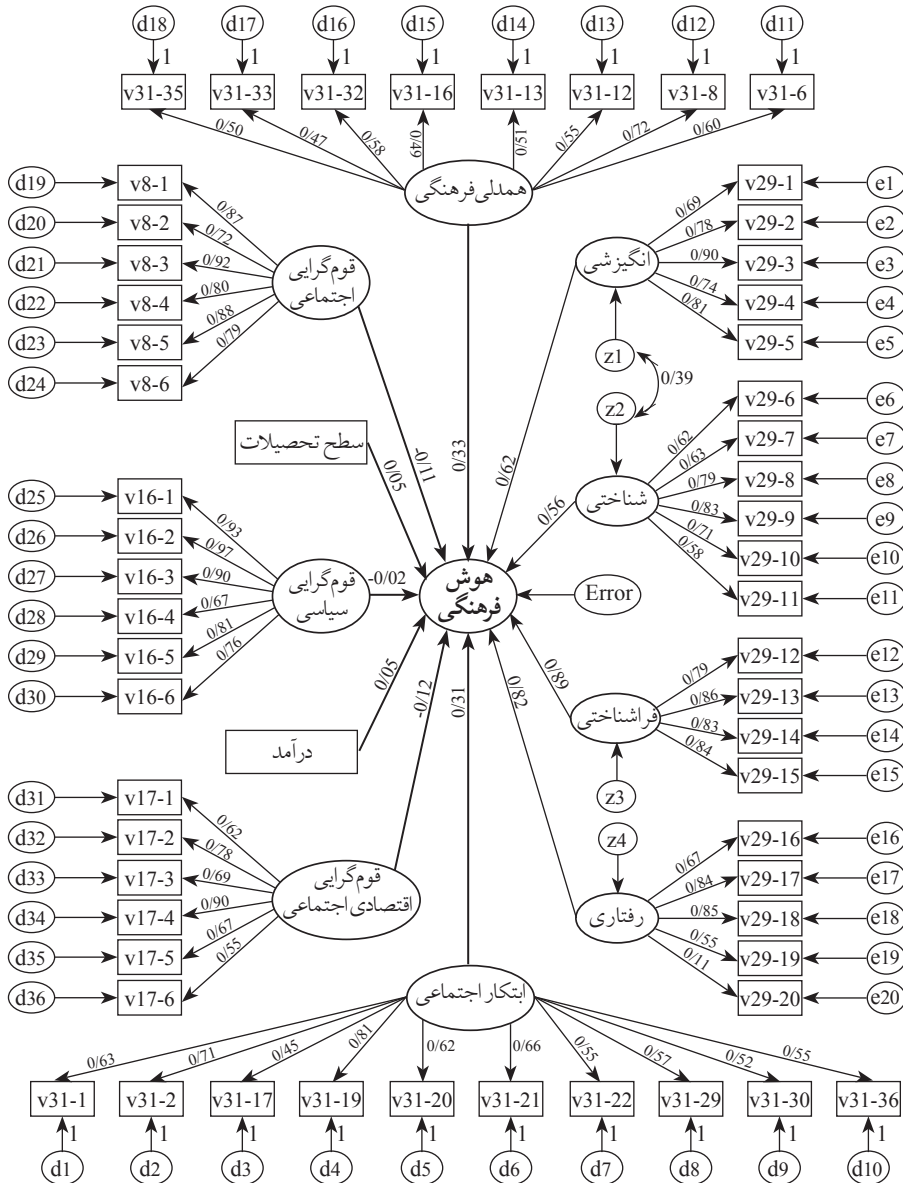 d18 d17 d16 d15 d14 d13 d12 d11
1 1 1 1 1 1 1 1
v31-35 v31-33 v31-32 v31-16 v31-13 v31-12 v31-8 v31-6
0/50 0/47 0/58 0/49 0/51 0/55 0/72 0/60
همدلی فرهنگی
d19 v8-1 0/87
d20 v8-2 0/72
d21 v8-3 0/92
d22 v8-4 0/80
d23 v8-5 0/88
d24 v8-6 0/79
قوم‌گرایی
اجتماعی
-0/11
0/33
انگیزشی
0/69 v29-1 e1
0/78 v29-2 e2
0/90 v29-3 e3
0/74 v29-4 e4
0/81 v29-5 e5
0/62
z1
0/39
z2
سطح تحصیلات
0/05
شناختی
0/56
0/62 v29-6 e6
0/63 v29-7 e7
0/79 v29-8 e8
0/83 v29-9 e9
0/71 v29-10 e10
0/58 v29-11 e11
d25 v16-1 0/93
d26 v16-2 0/97
d27 v16-3 0/90
d28 v16-4 0/67
d29 v16-5 0/81
d30 v16-6 0/76
قوم‌گرایی
سیاسی
-0/02
هوش
فرهنگی
Error
درآمد
0/05
-0/12
0/31
0/82
0/89
فراشناختی
0/79 v29-12 e12
0/86 v29-13 e13
0/83 v29-14 e14
0/84 v29-15 e15
z3
z4
d31 v17-1 0/62
d32 v17-2 0/78
d33 v17-3 0/69
d34 v17-4 0/90
d35 v17-5 0/67
d36 v17-6 0/55
قوم‌گرایی
اقتصادی اجتماعی
رفتاری
0/67 v29-16 e16
0/84 v29-17 e17
0/85 v29-18 e18
0/55 v29-19 e19
0/11 v29-20 e20
ابتکار اجتماعی
0/63 0/71 0/45 0/81 0/62 0/66 0/55 0/57 0/52 0/55
v31-1 v31-2 v31-17 v31-19 v31-20 v31-21 v31-22 v31-29 v31-30 v31-36
1 1 1 1 1 1 1 1 1
d1 d2 d3 d4 d5 d6 d7 d8 d9 d10